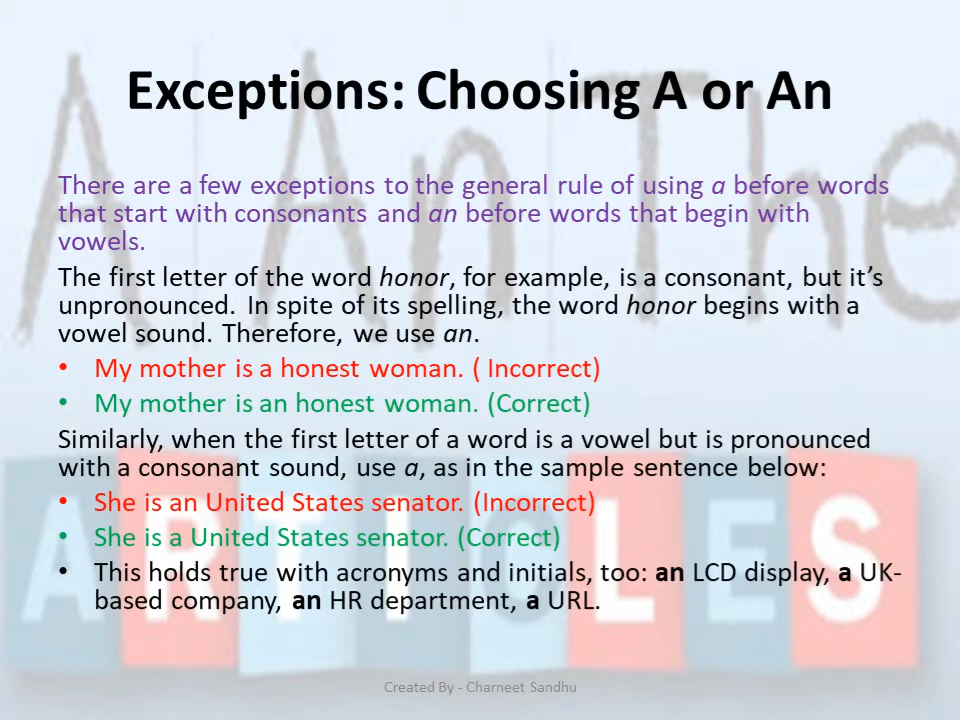 Exceptions: Choosing A or An
There are a few exceptions to the general rule of using a before words
that start with consonants and an before words that begin with
vowels.
The first letter of the word honor, for example, is a consonant, but it’s
unpronounced. In spite of its spelling, the word honor begins with a
vowel sound. Therefore, we use an.
• My mother is a honest woman. ( Incorrect)
• My mother is an honest woman. (Correct)
Similarly, when the first letter of a word is a vowel but is pronounced
with a consonant sound, use a, as in the sample sentence below:
• She is an United States senator. (Incorrect)
• She is a United States senator. (Correct)
• This holds true with acronyms and initials, too: an LCD display, a UK-
based company, an HR department, a URL.
Created By - Charneet Sandhu
A An The
ARTICLES